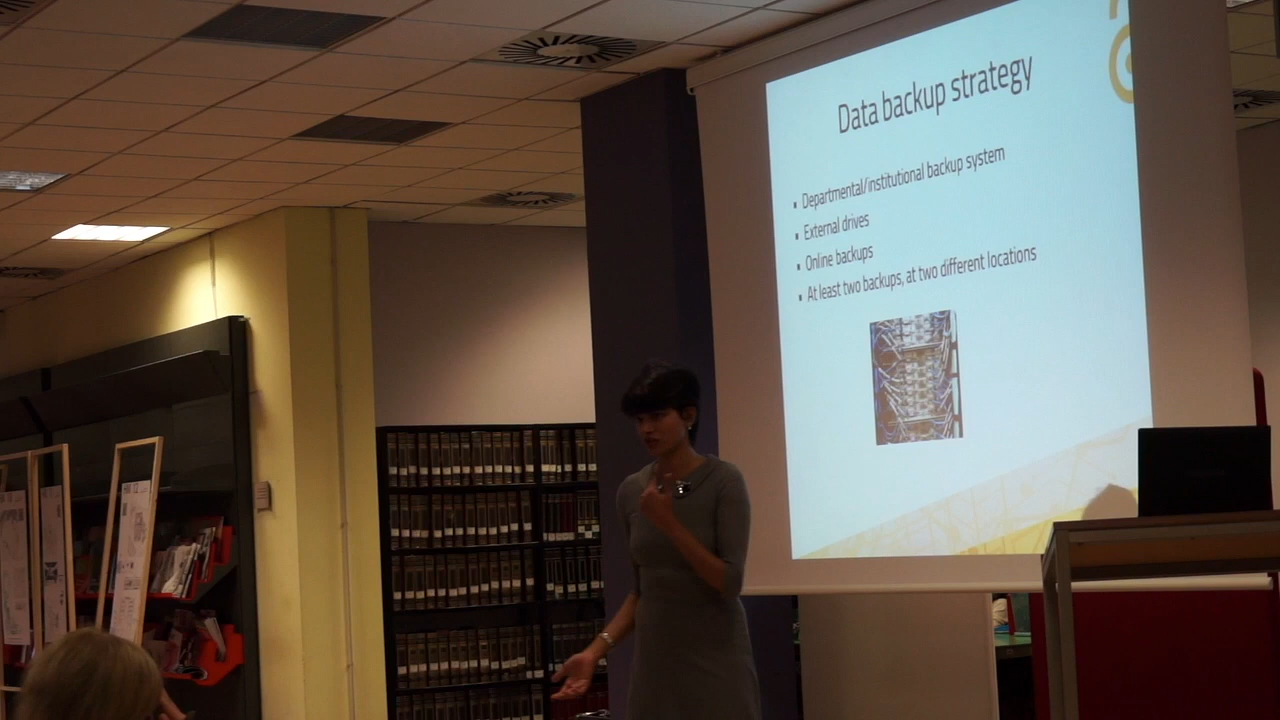 Data backup strategy
▪ Departmental/institutional backup system
▪ External drives
▪ Online backups
▪ At least two backups, at two different locations